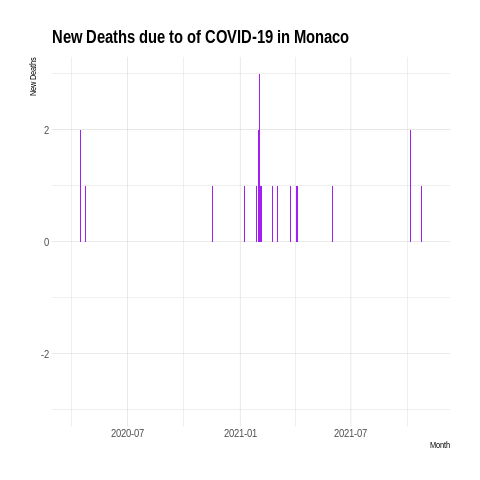 New Deaths due to of COVID-19 in Monaco
New Deaths
2
0
-2
2020-07
2021-01
2021-07
Month